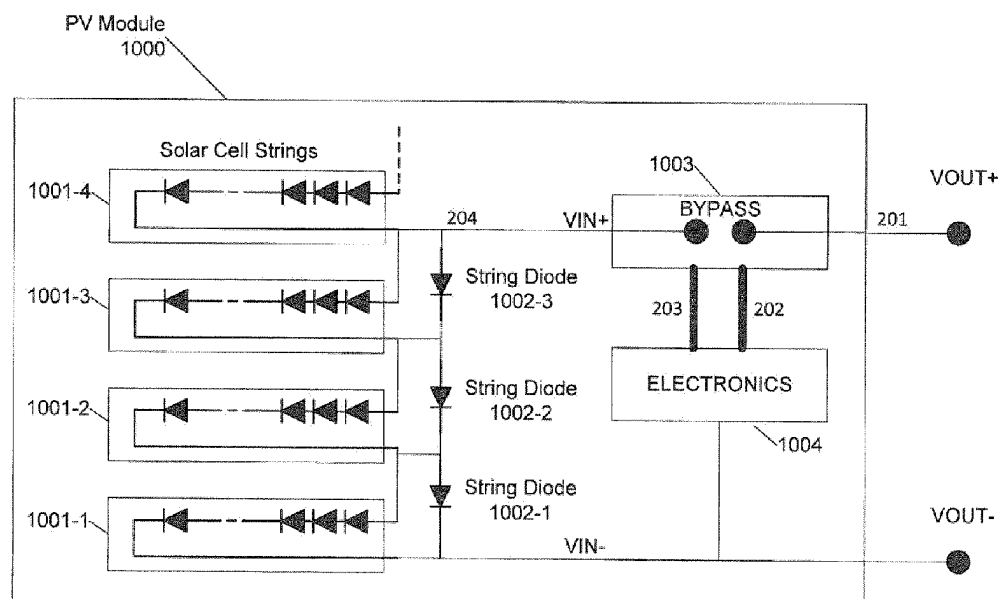 PV Module
1000
Solar Cell Strings
1001-4
1003
BYPASS
VOUT+
204
VIN+
201
1001-3
String Diode
1002-3
203
202
1001-2
String Diode
1002-2
ELECTRONICS
1004
1001-1
String Diode
1002-1
VIN-
VOUT-